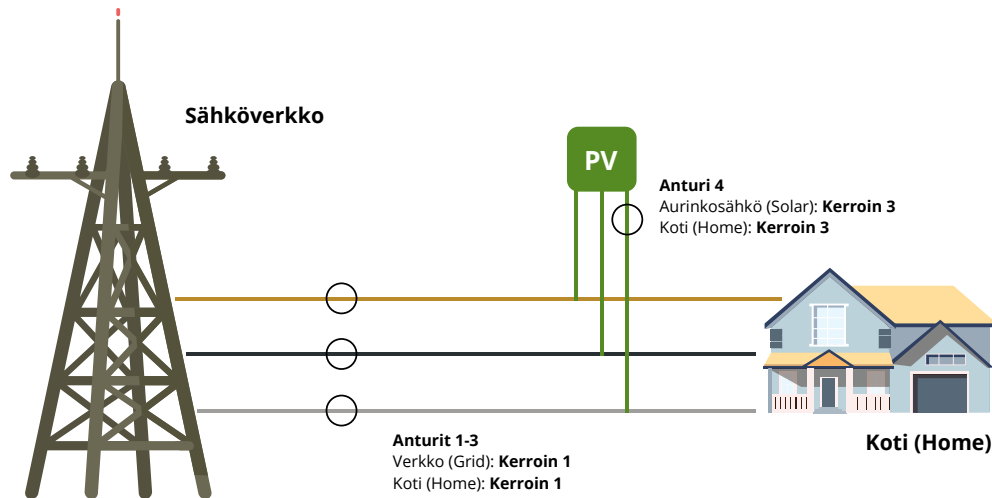 Sähköverkko
PV
Anturi 4
Aurinkosähkö (Solar): Kerroin 3
Koti (Home): Kerroin 3
Anturit 1-3
Verkko (Grid): Kerroin 1
Koti (Home): Kerroin 1
Koti (Home)